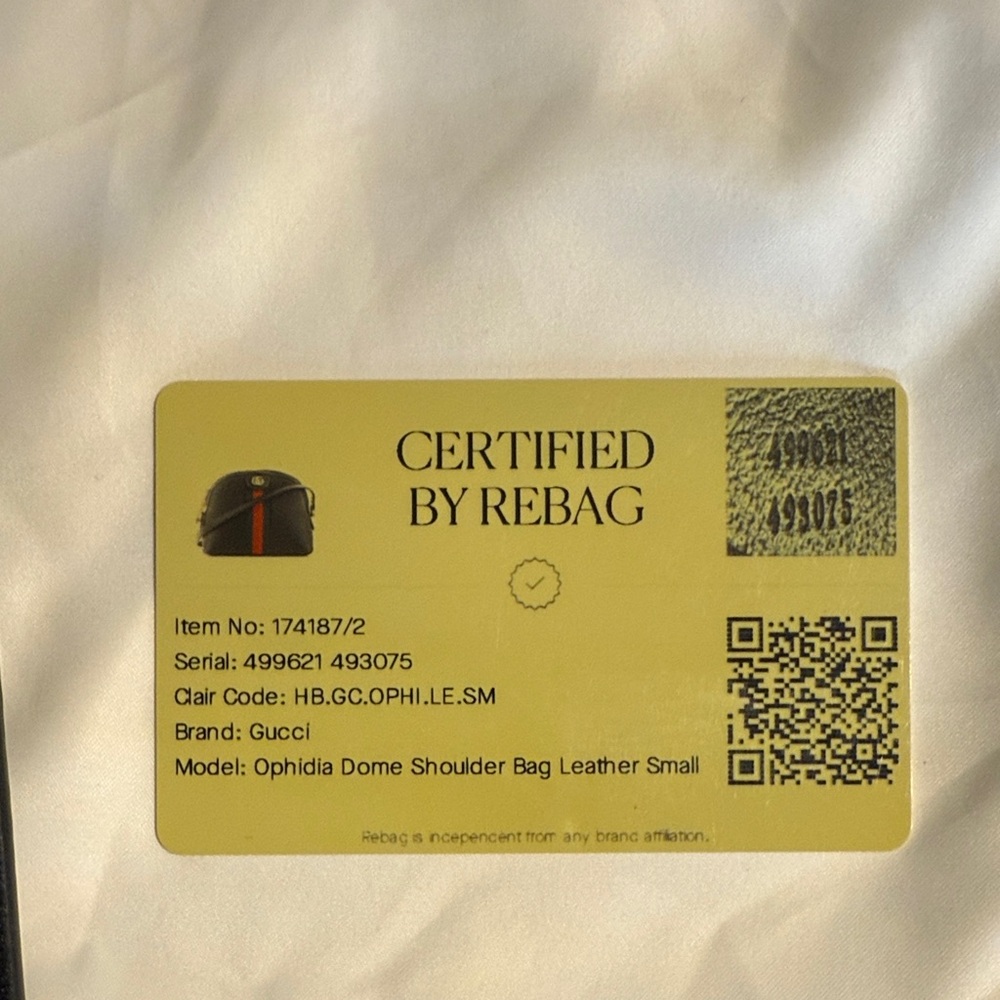 CERTIFIED
BY REBAG
499621
493075
Item No: 174187/2
Serial: 499621 493075
Clair Code: HB.GC.OPHI.LE.SM
Brand: Gucci
Model: Ophidia Dome Shoulder Bag Leather Small
Rebag is independent from any brand affiliation.